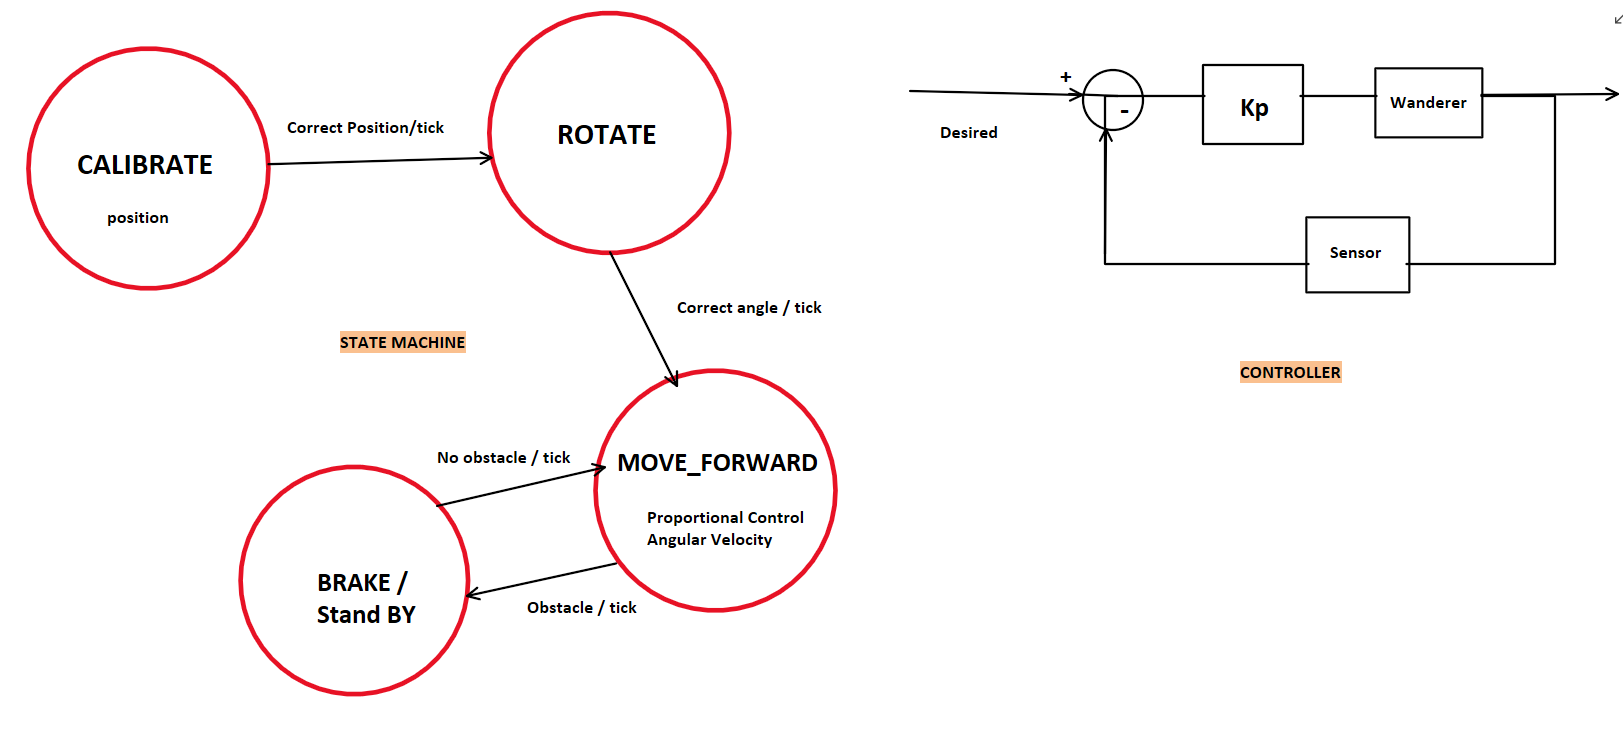 CALIBRATE
position
Correct Position/tick
ROTATE
Correct angle / tick
STATE MACHINE
No obstacle / tick
MOVE_FORWARD
Proportional Control
Angular Velocity
BRAKE /
Stand BY
Obstacle / tick
+
-
Desired
Kp
Wanderer
Sensor
CONTROLLER